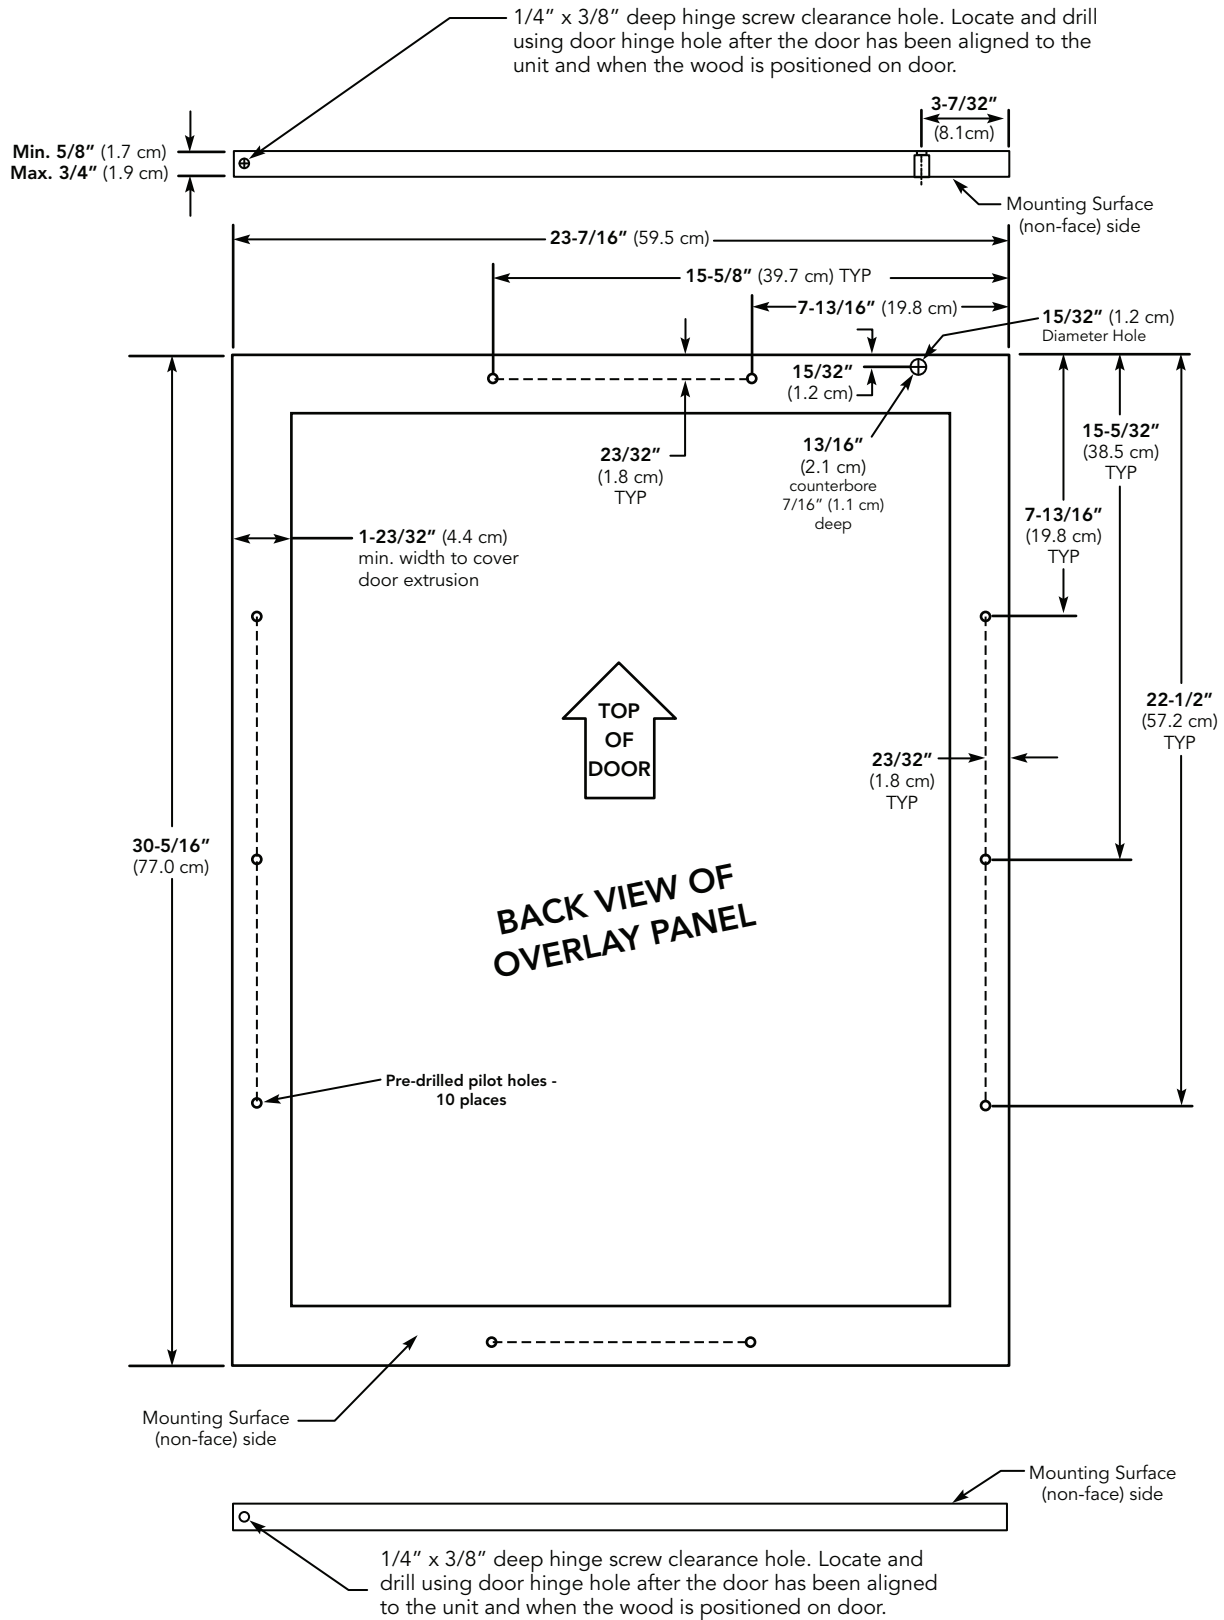 1/4” x 3/8” deep hinge screw clearance hole. Locate and drill
using door hinge hole after the door has been aligned to the
unit and when the wood is positioned on door.
3-7/32”
(8.1cm)
Min. 5/8” (1.7 cm)
Max. 3/4” (1.9 cm)
Mounting Surface
(non-face) side
23-7/16” (59.5 cm)
15-5/8” (39.7 cm) TYP
7-13/16” (19.8 cm)
15/32” (1.2 cm)
Diameter Hole
15/32”
(1.2 cm)
23/32”
(1.8 cm)
TYP
13/16”
(2.1 cm)
counterbore
7/16” (1.1 cm)
deep
15-5/32”
(38.5 cm)
TYP
7-13/16”
(19.8 cm)
TYP
1-23/32” (4.4 cm)
min. width to cover
door extrusion
TOP
OF
DOOR
22-1/2”
(57.2 cm)
TYP
23/32”
(1.8 cm)
TYP
30-5/16”
(77.0 cm)
BACK VIEW OF
OVERLAY PANEL
Pre-drilled pilot holes -
10 places
Mounting Surface
(non-face) side
Mounting Surface
(non-face) side
1/4” x 3/8” deep hinge screw clearance hole. Locate and
drill using door hinge hole after the door has been aligned
to the unit and when the wood is positioned on door.